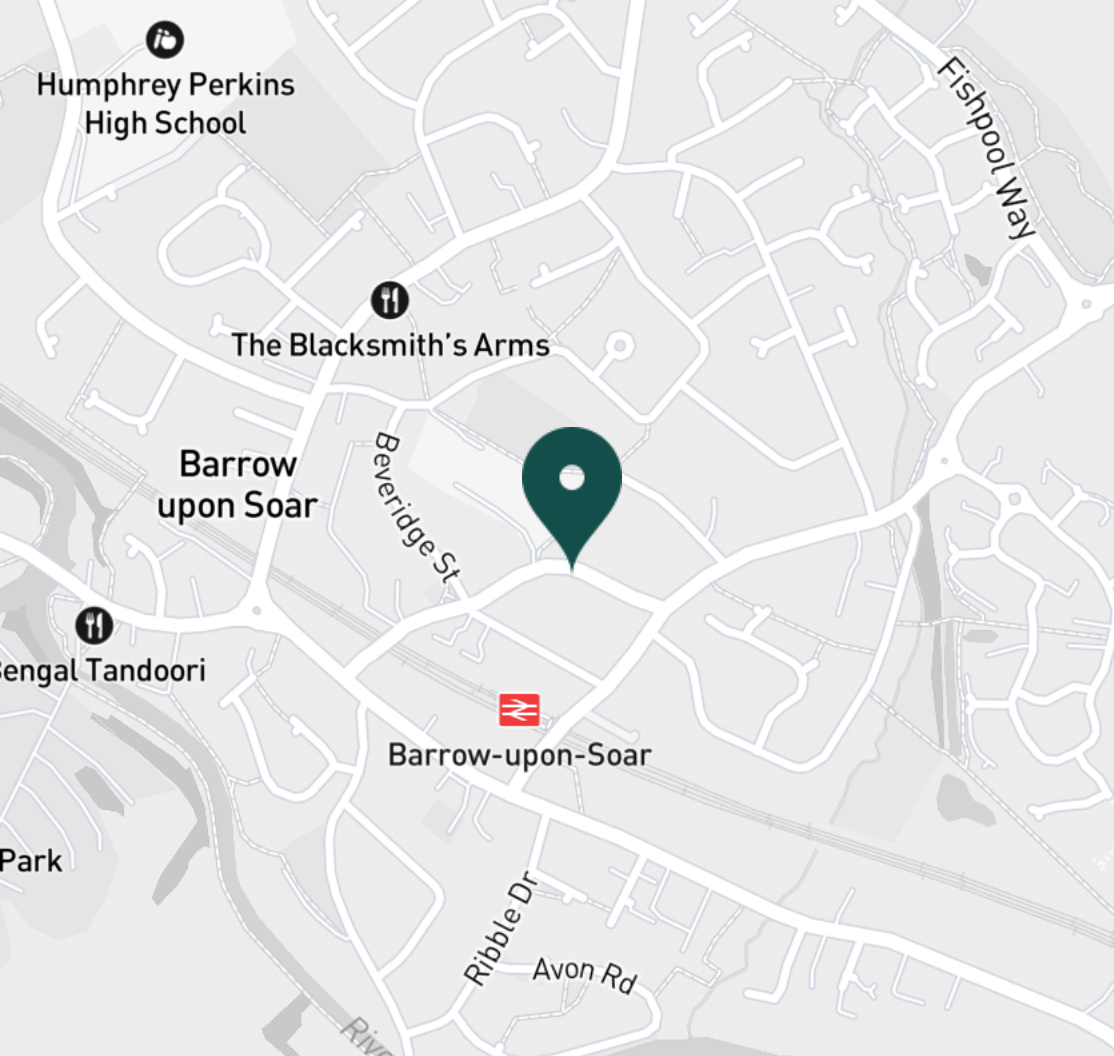 Humphrey Perkins
High School
Fishpool Way
The Blacksmith's Arms
Barrow
upon Soar
Beveridge St
engal Tandoori
Barrow-upon-Soar
Park
Ribble Dr
Avon Rd